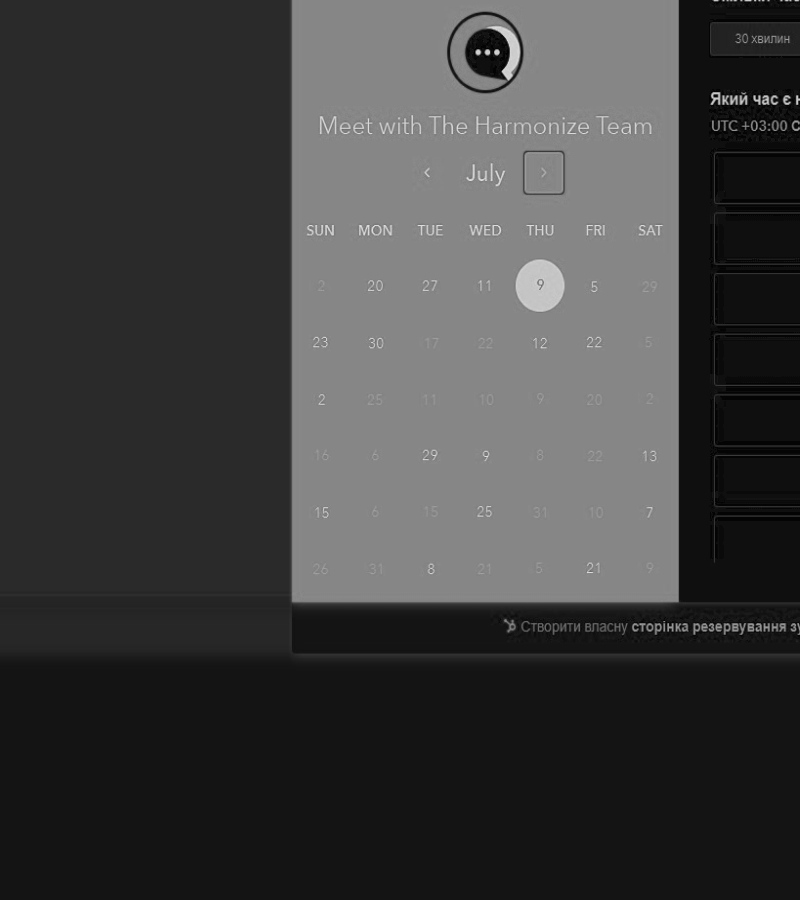 30 хвилин
Який час є
UTC +03:00
Meet with The Harmonize Team
July
SUN MON TUE WED THU FRI SAT
2 20 27 11 9 5 29
23 30 17 22 12 22 5
2 25 11 10 9 20 2
16 6 29 9 8 22 13
15 6 15 25 31 10 7
26 31 8 21 5 21 9
Створити власну сторінка резервування